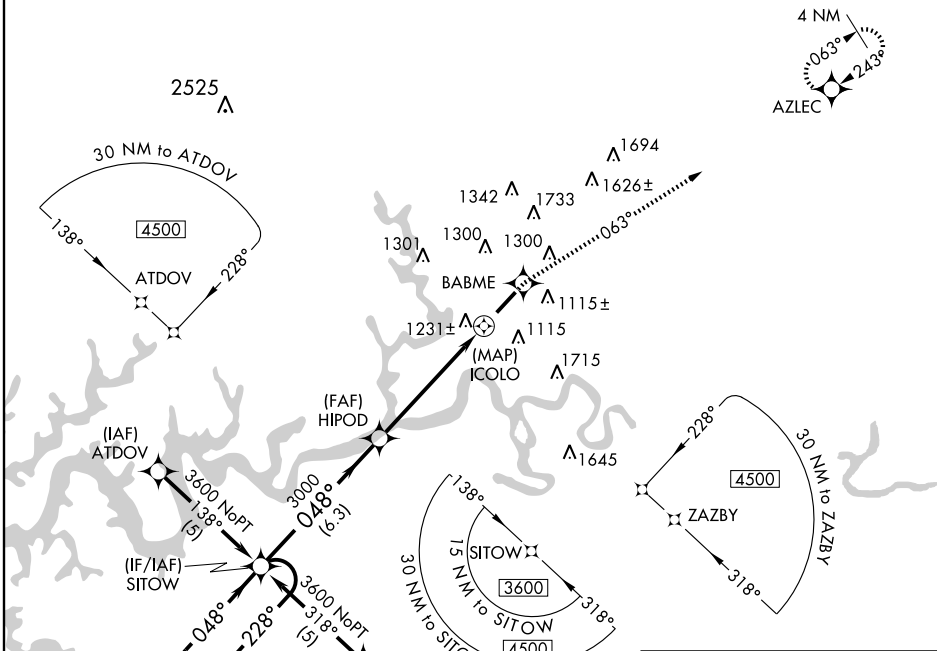 4 NM
063°
243°
AZLEC
2525
30 NM to ATDOV
4500
138°
228°
ATDOV
1694
1626±
1342
1733
1301
1300
1300
063°
BABME
1115±
1231±
1115
(MAP)
ICOLO
1715
(FAF)
HIPOD
(IAF)
ATDOV
3600 NoPT
138°
(5)
3000
048°
(6.3)
1645
228°
4500
30 NM to ZAZBY
ZAZBY
318°
138°
SITOW
15 NM to SITOW
3600
318°
30 NM to SITO
4500
(IF/IAF)
SITOW
3600 NoPT
318°
(5)
048°
228°